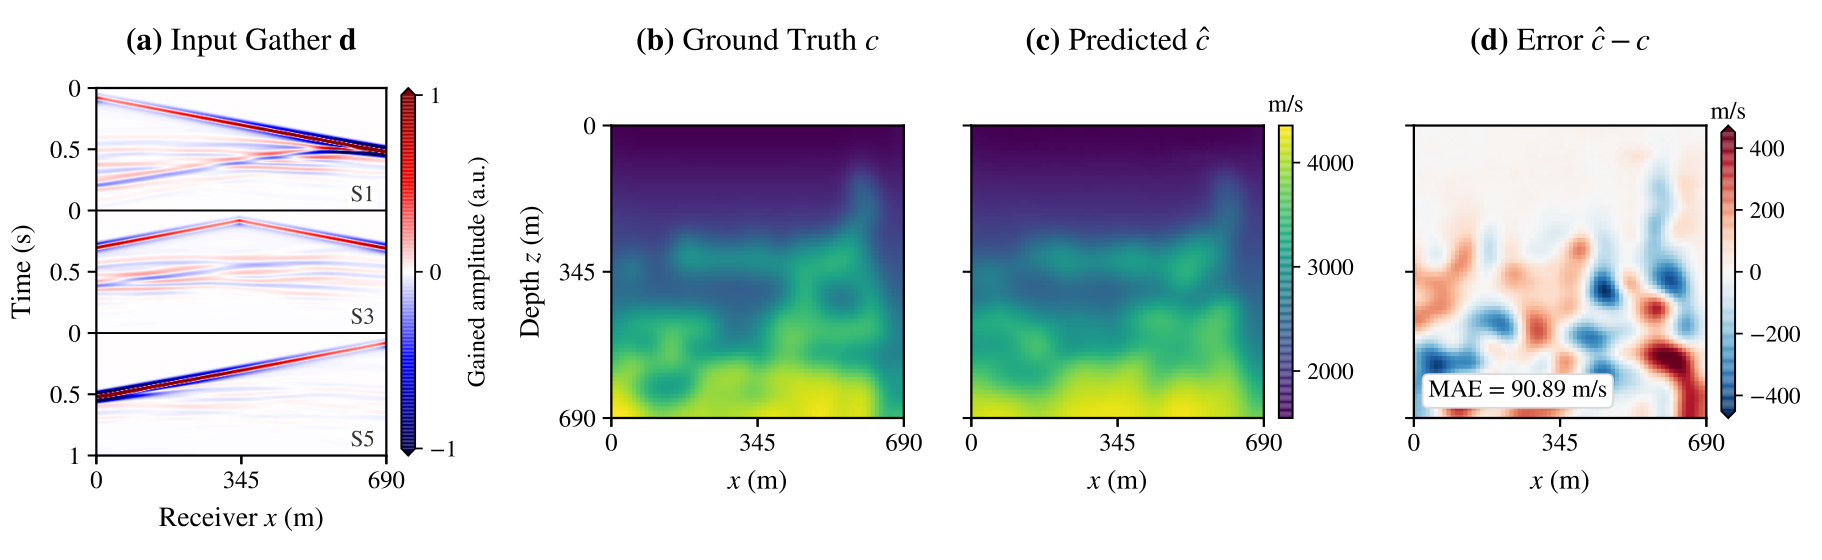 (a) Input Gather d
(b) Ground Truth c
(c) Predicted ĉ
(d) Error ĉ − c
Time (s)
0
0.5
0
0.5
0
0.5
1
S1
S3
S5
0
345
690
Receiver x (m)
1
0
−1
Gained amplitude (a.u.)
Depth z (m)
0
345
690
0
345
690
x (m)
0
345
690
x (m)
m/s
4000
3000
2000
MAE = 90.89 m/s
0
345
690
x (m)
m/s
400
200
0
−200
−400